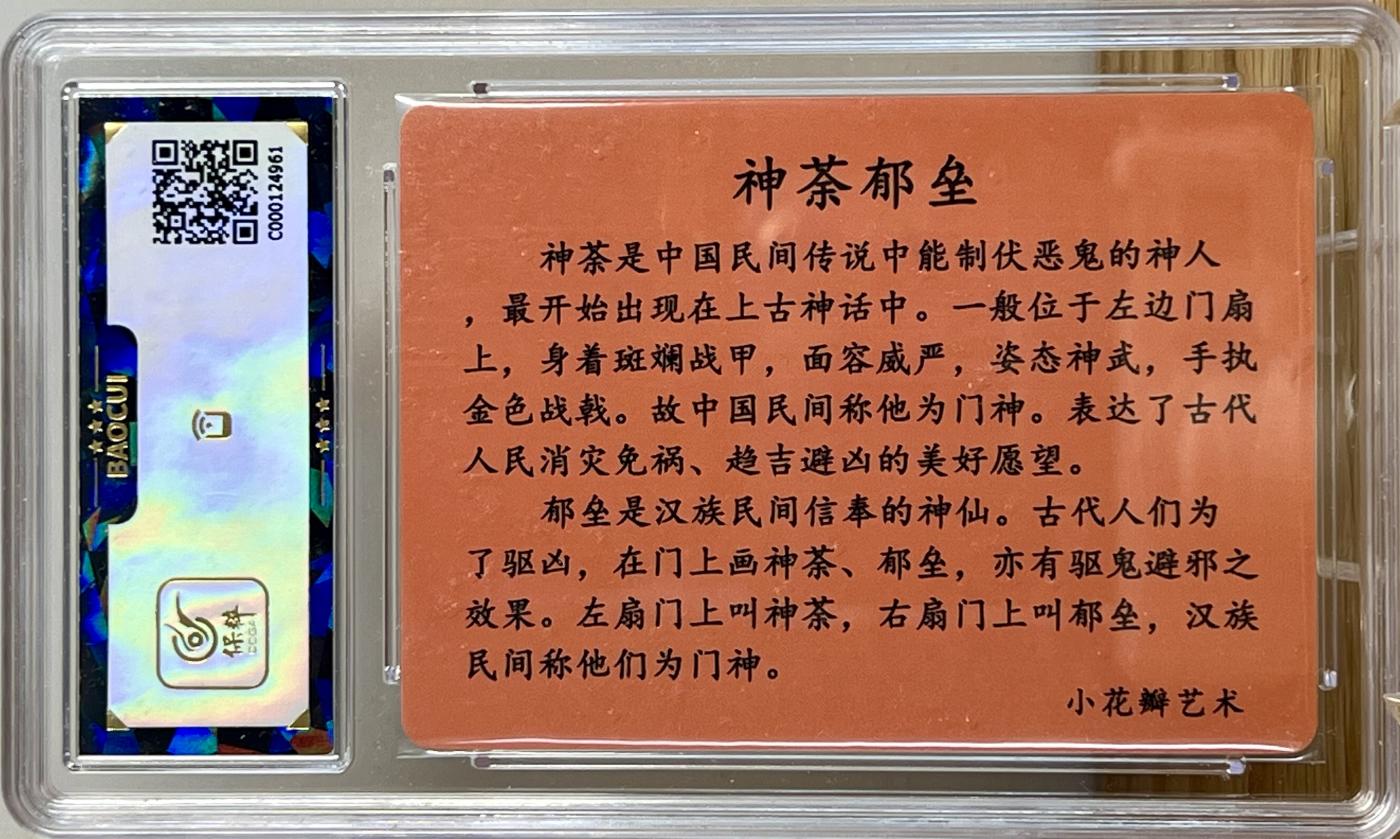 神荼郁垒
神荼是中国民间传说中能制伏恶鬼的神人
，最开始出现在上古神话中。一般位于左边门扇
上，身着斑斓战甲，面容威严，姿态神武，手执
金色战戟。故中国民间称他为门神。表达了古代
人民消灾免祸、趋吉避凶的美好愿望。
郁垒是汉族民间信奉的神仙。古代人们为
了驱凶，在门上画神荼、郁垒，亦有驱鬼避邪之
效果。左扇门上叫神荼，右扇门上叫郁垒，汉族
民间称他们为门神。
小花瓣艺术
C000124961
BAOCUI
保粹